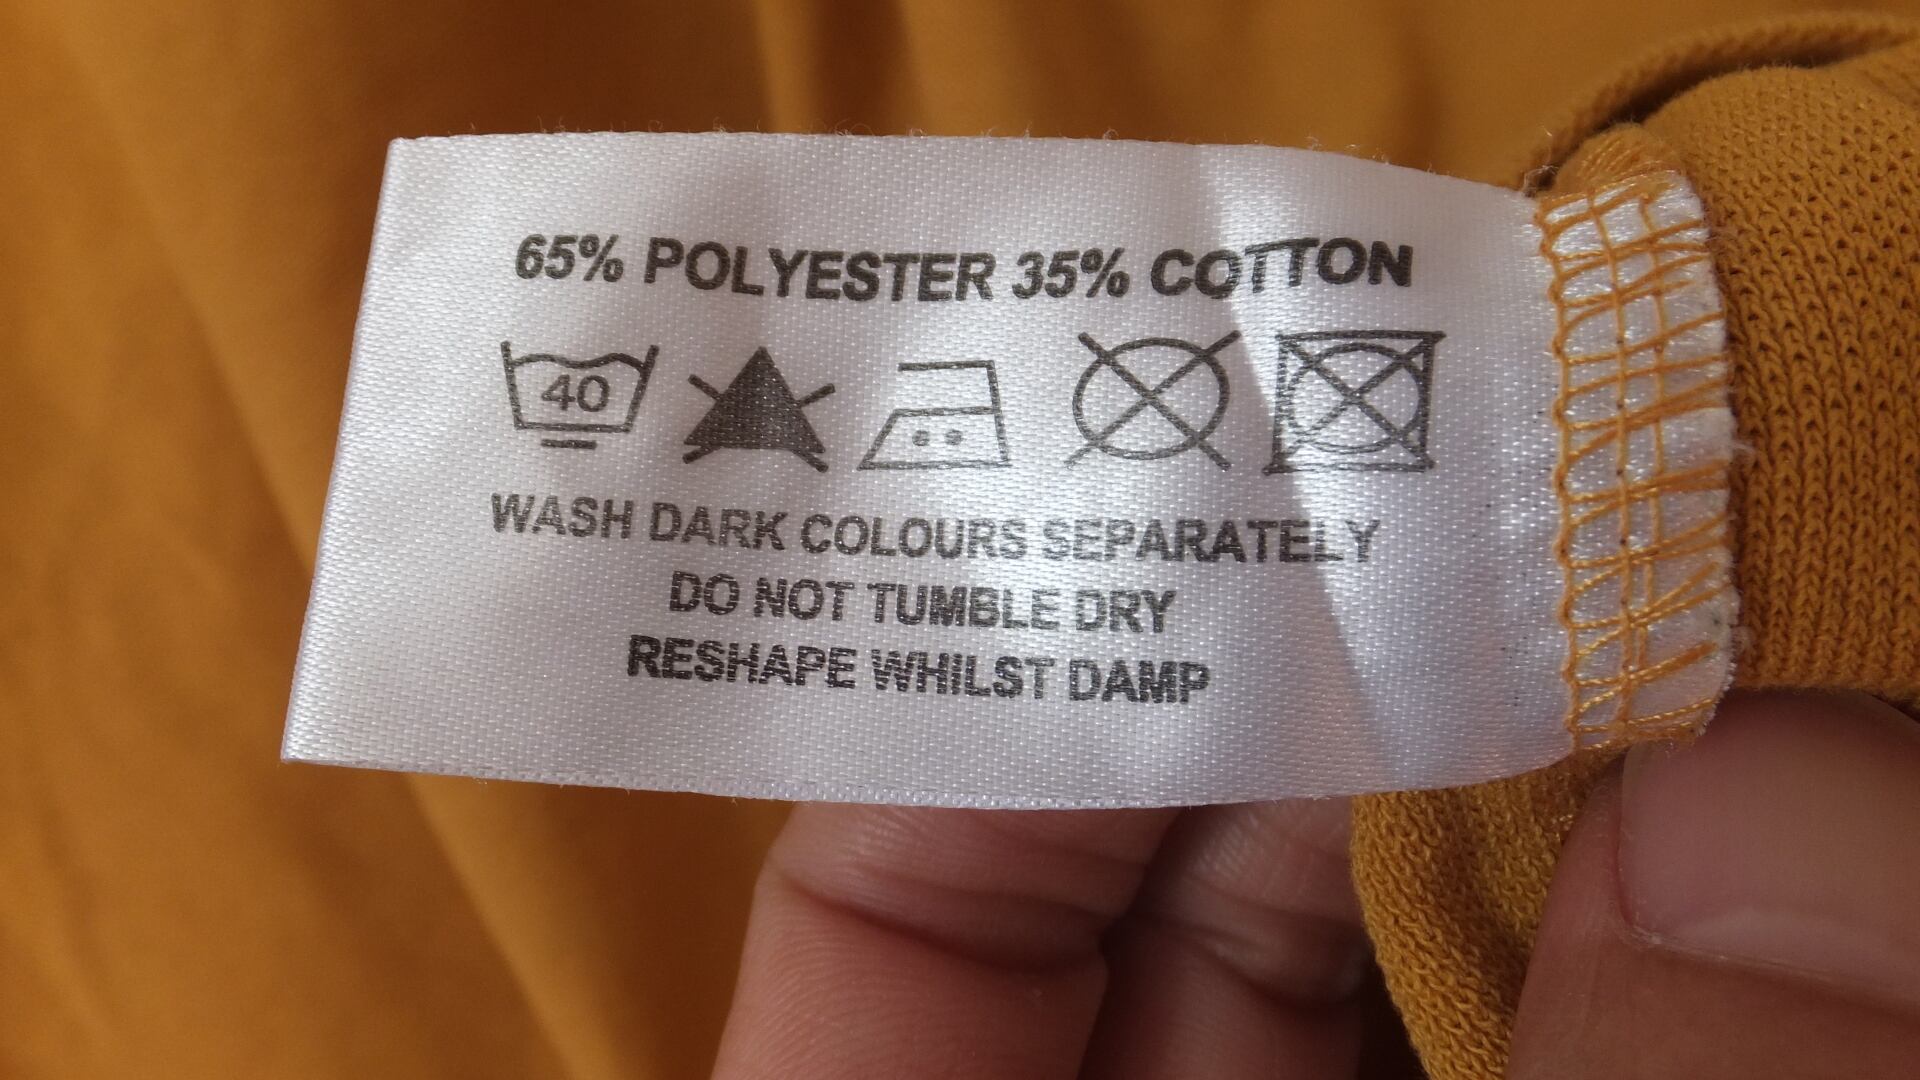 65% POLYESTER 35% COTTON
40
WASH DARK COLOURS SEPARATELY
DO NOT TUMBLE DRY
RESHAPE WHILST DAMP